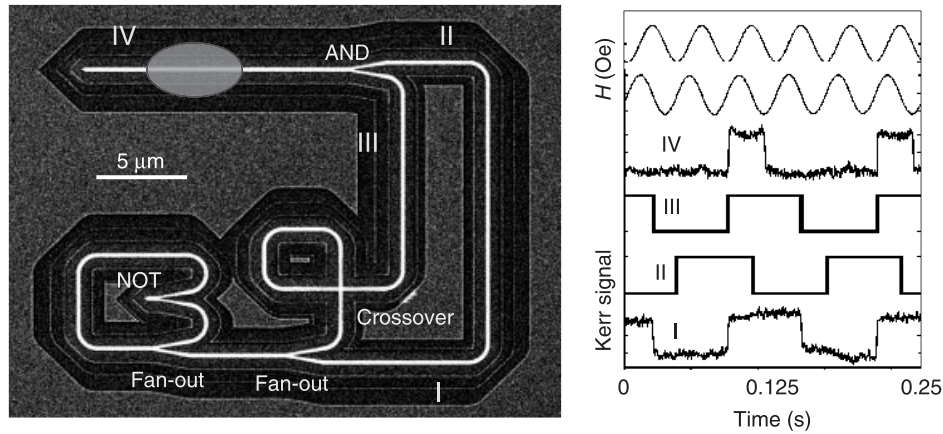 IV
AND
II
III
5 μm
NOT
Crossover
Fan-out
Fan-out
I
H (Oe)
Kerr signal
IV
III
II
I
0
0.125
0.25
Time (s)